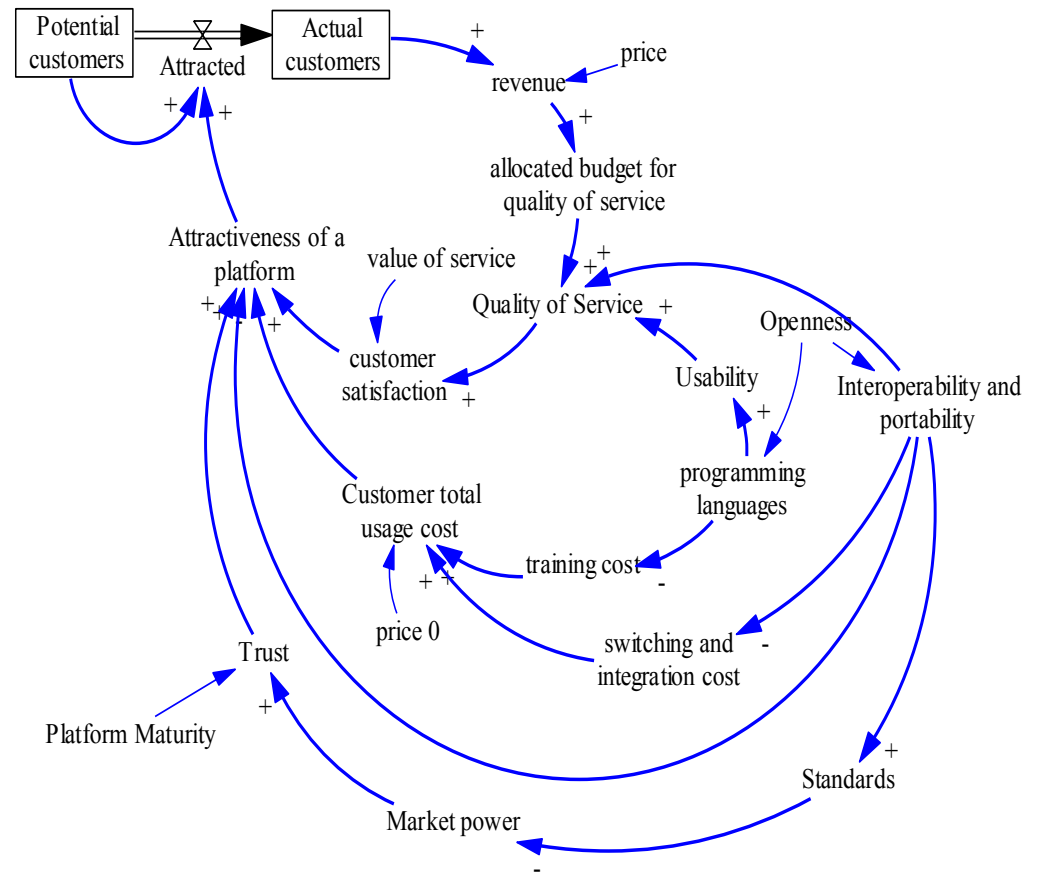 Potential
customers
Attracted
Actual
customers
+
revenue
price
+
+
+
allocated budget for
quality of service
Attractiveness of a
platform
value of service
+
+
Quality of Service
+
Openness
+
+
-
+
customer
satisfaction
+
Usability
+
Interoperability and
portability
programming
languages
Customer total
usage cost
training cost
-
+
+
price 0
switching and
integration cost
-
Trust
+
Platform Maturity
+
Standards
Market power
-